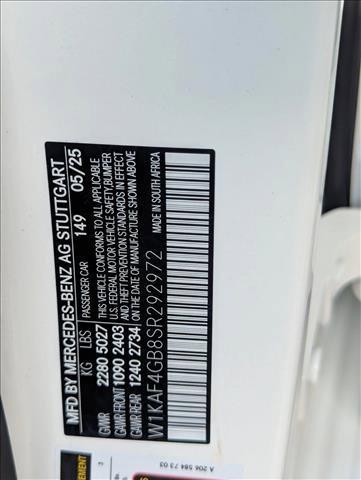 MFD BY MERCEDES-BENZ AG STUTTGART
PASSENGER CAR 149 05/25
KG LBS
GVWR 2280 5027
GAWR FRONT 1090 2403
GAWR REAR 1240 2734
THIS VEHICLE CONFORMS TO ALL APPLICABLE
U.S. FEDERAL MOTOR VEHICLE SAFETY, BUMPER
AND THEFT PREVENTION STANDARDS IN EFFECT
ON THE DATE OF MANUFACTURE SHOWN ABOVE.
MADE IN SOUTH AFRICA
W1KAF4GB8SR292972
A 206 584 73 03